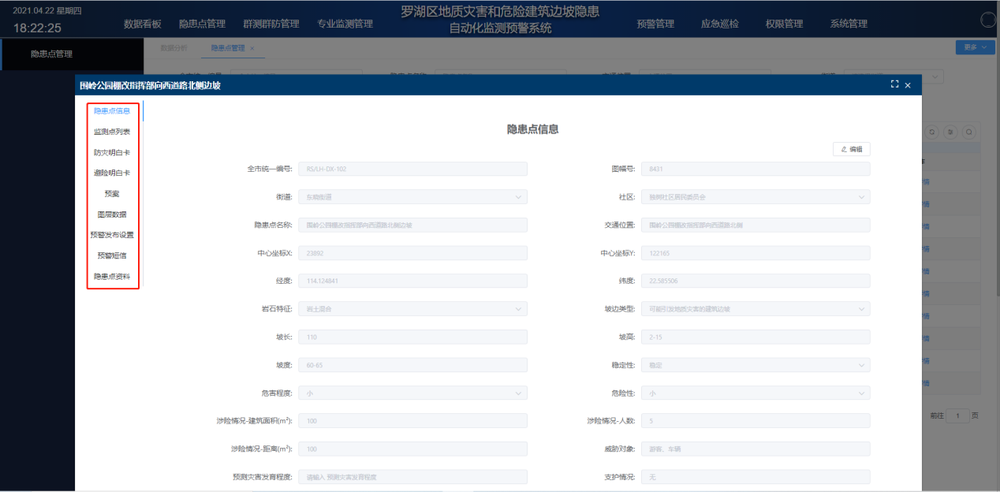 2021.04.22 星期四
18:22:25
数据看板 隐患点管理 群测群防管理 专业监测管理
罗湖区地质灾害和危险建筑边坡隐患
自动化监测预警系统
预警管理 应急巡检 权限管理 系统管理
隐患点管理
数据分析 隐患点管理 ×
更多
围岭公园棚改指挥部向西道路北侧边坡
隐患点信息
监测点列表
防灾明白卡
避险明白卡
预案
图层数据
预警发布设置
预警短信
隐患点资料
隐患点信息
编辑
全市统一编号: RS/LH-DX-102 图幅号: 8431
街道: 东晓街道 社区: 独树社区居民委员会
隐患点名称: 围岭公园棚改指挥部向西道路北侧边坡 交通位置: 围岭公园棚改指挥部向西道路北侧
中心坐标X: 23892 中心坐标Y: 122165
经度: 114.124841 纬度: 22.585506
岩石特征: 岩土混合 坡边类型: 可能引发地质灾害的建筑边坡
坡长: 110 坡高: 2-15
坡度: 60-65 稳定性: 稳定
危害程度: 小 危险性: 小
涉险情况-建筑面积(m²): 100 涉险情况-人数: 5
涉险情况-距离(m²): 100 威胁对象: 游客、车辆
预测灾害发育程度: 请输入 预测灾害发育程度 支护情况: 无
前往 1 页